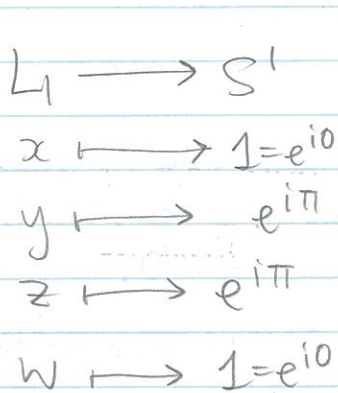 L₁ ⟶ S¹
x ⟼ 1=e^{i0}
y ⟼ e^{iπ}
z ⟼ e^{iπ}
w ⟼ 1=e^{i0}